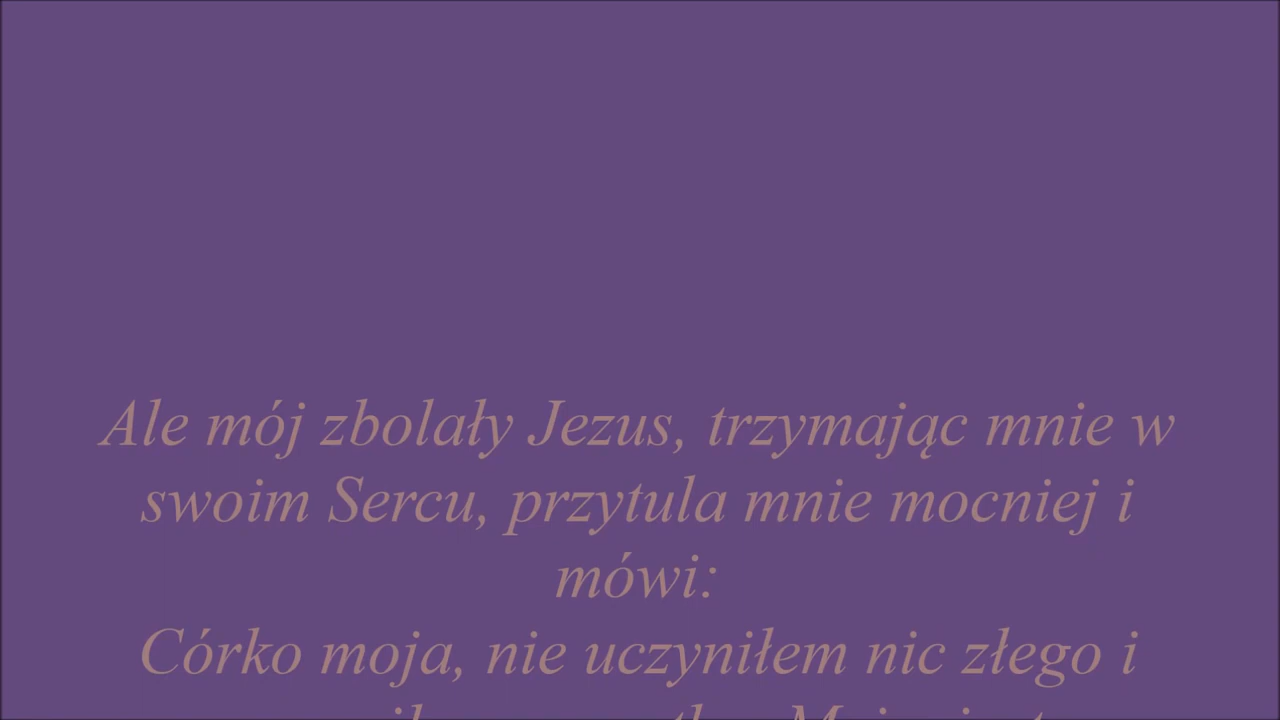 Ale mój zbolały Jezus, trzymając mnie w
swoim Sercu, przytula mnie mocniej i
mówi:
Córko moja, nie uczyniłem nic złego i